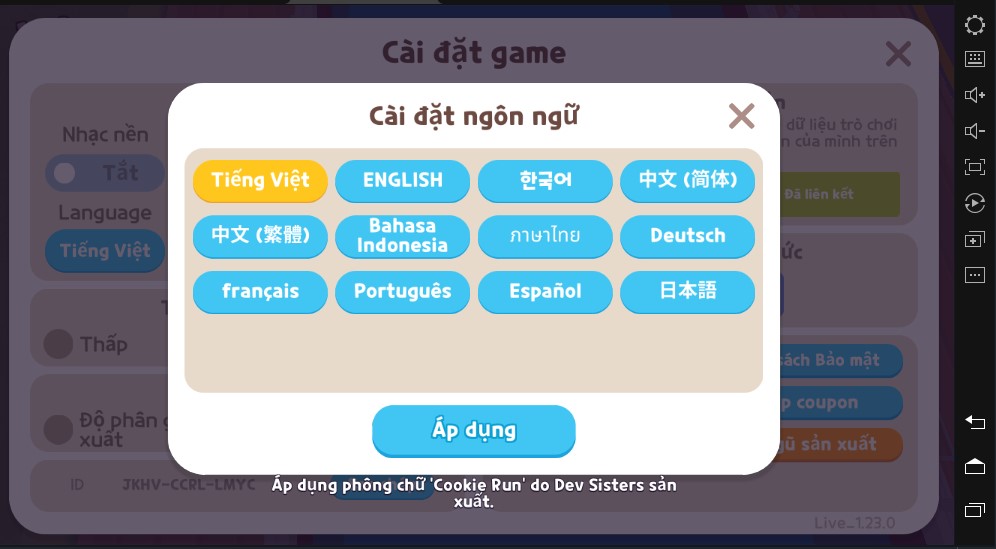 Cài đặt game
Cài đặt ngôn ngữ
Nhạc nền
Tắt
Language
Tiếng Việt
Thấp
Độ phân g
xuất
ID
JKHV-CCRL-LMYC
Tiếng Việt
ENGLISH
한국어
中文 (简体)
中文 (繁體)
Bahasa
Indonesia
ภาษาไทย
Deutsch
français
Português
Español
日本語
Áp dụng
Áp dụng phông chữ 'Cookie Run' do Dev Sisters sản
xuất.
dữ liệu trò chơi
n của mình trên
Đã liên kết
ức
sách Bảo mật
p coupon
gũ sản xuất
Live_1.23.0